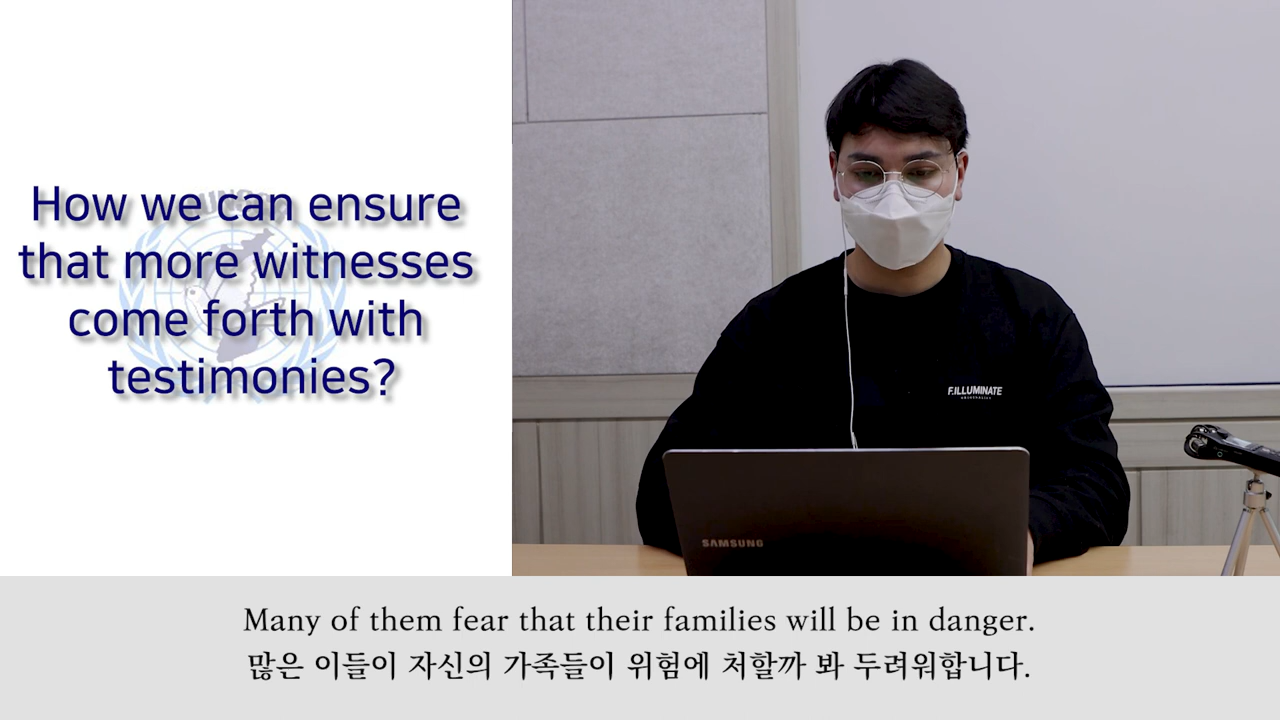 How we can ensure
that more witnesses
come forth with
testimonies?
F.ILLUMINATE
SAMSUNG
Many of them fear that their families will be in danger.
많은 이들이 자신의 가족들이 위험에 처할까 봐 두려워합니다.